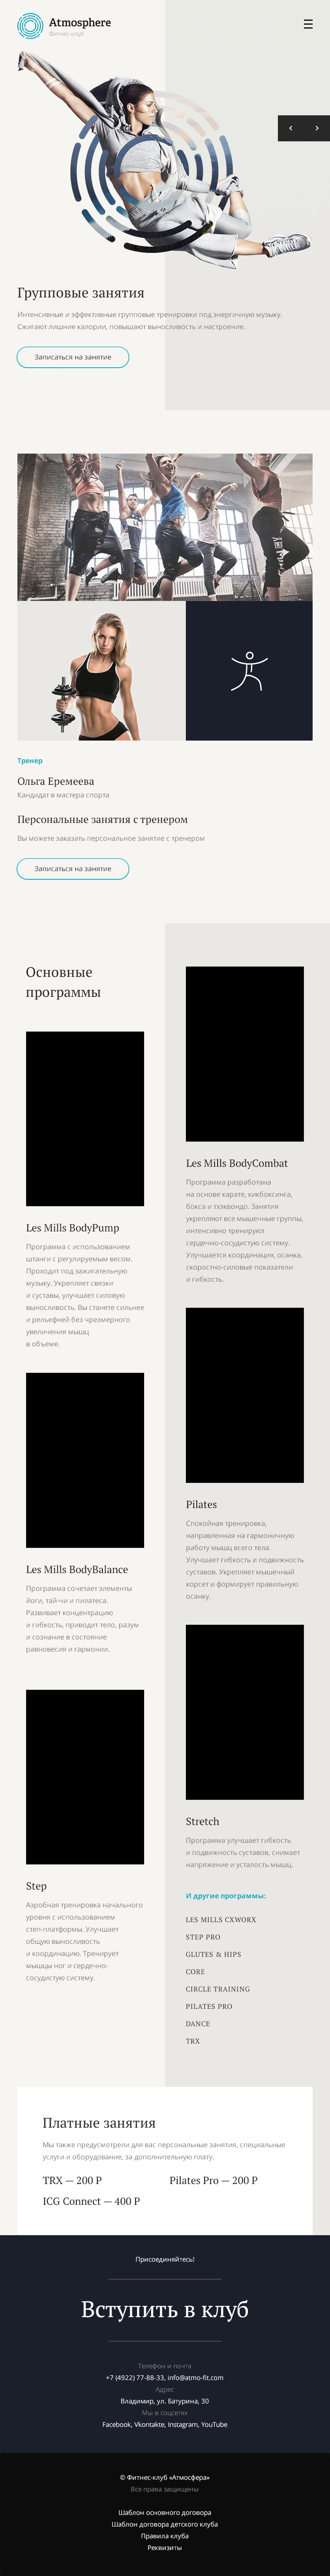 Atmosphere
Фитнес-клуб
Групповые занятия
Интенсивные и эффективные групповые тренировки под энергичную музыку.
Сжигают лишние калории, повышают выносливость и настроение.
Записаться на занятие
Тренер
Ольга Еремеева
Кандидат в мастера спорта
Персональные занятия с тренером
Вы можете заказать персональное занятие с тренером
Записаться на занятие
Основные
программы
Les Mills BodyPump
Программа с использованием
штанги с регулируемым весом.
Проходит под зажигательную
музыку. Укрепляет связки
и суставы, улучшает силовую
выносливость. Вы станете сильнее
и рельефней без чрезмерного
увеличения мышц
в объеме.
Les Mills BodyBalance
Программа сочетает элементы
йоги, тай-чи и пилатеса.
Развивает концентрацию
и гибкость, приводит тело, разум
и сознание в состояние
равновесия и гармонии.
Step
Аэробная тренировка начального
уровня с использованием
степ-платформы. Улучшает
общую выносливость
и координацию. Тренирует
мышцы ног и сердечно-
сосудистую систему.
Les Mills BodyCombat
Программа разработана
на основе карате, кикбоксинга,
бокса и тхэквондо. Занятия
укрепляют все мышечные группы,
интенсивно тренируют
сердечно-сосудистую систему.
Улучшается координация, осанка,
скоростно-силовые показатели
и гибкость.
Pilates
Спокойная тренировка,
направленная на гармоничную
работу мышц всего тела.
Улучшает гибкость и подвижность
суставов. Укрепляет мышечный
корсет и формирует правильную
осанку.
Stretch
Программа улучшает гибкость
и подвижность суставов, снимает
напряжение и усталость мышц.
И другие программы:
LES MILLS CXWORX
STEP PRO
GLUTES & HIPS
CORE
CIRCLE TRAINING
PILATES PRO
DANCE
TRX
Платные занятия
Мы также предусмотрели для вас персональные занятия, специальные
услуги и оборудование, за дополнительную плату.
TRX — 200 Р
Pilates Pro — 200 Р
ICG Connect — 400 Р
Присоединяйтесь!
Вступить в клуб
Телефон и почта
+7 (4922) 77-88-33, info@atmo-fit.com
Адрес
Владимир, ул. Батурина, 30
Мы в соцсетях
Facebook, Vkontakte, Instagram, YouTube
© Фитнес-клуб «Атмосфера»
Все права защищены
Шаблон основного договора
Шаблон договора детского клуба
Правила клуба
Реквизиты